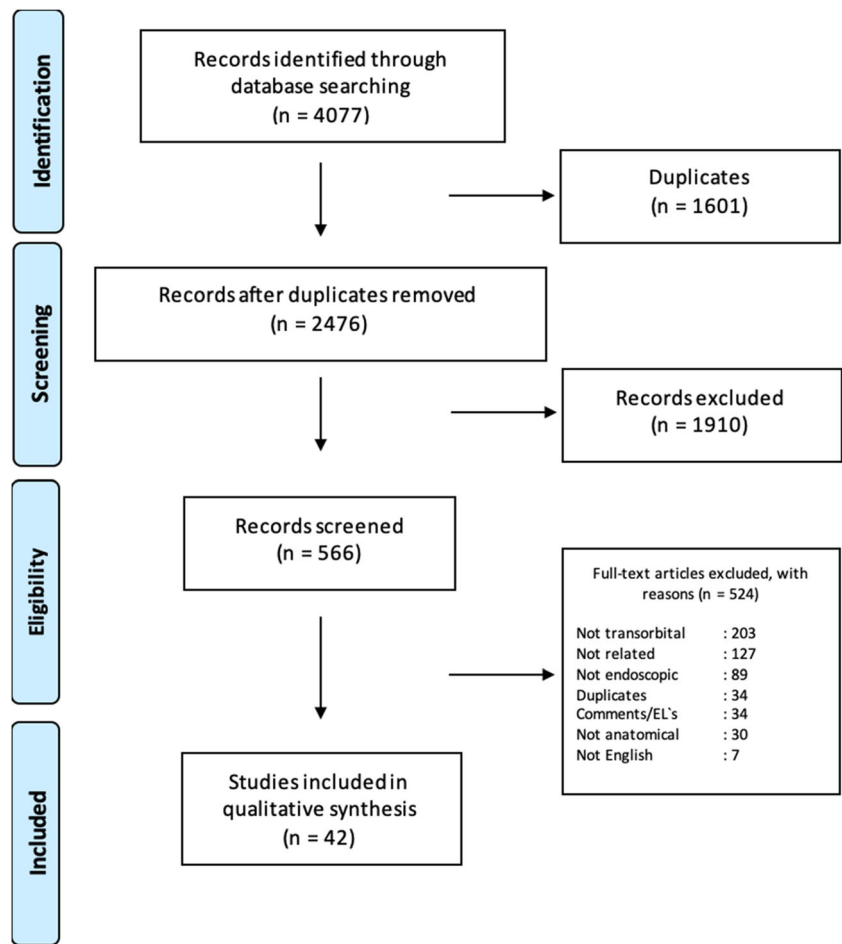 Identification
Records identified through
database searching
(n = 4077)
Duplicates
(n = 1601)
Screening
Records after duplicates removed
(n = 2476)
Records excluded
(n = 1910)
Eligibility
Records screened
(n = 566)
Full-text articles excluded, with
reasons (n = 524)
Not transorbital : 203
Not related : 127
Not endoscopic : 89
Duplicates : 34
Comments/EL`s : 34
Not anatomical : 30
Not English : 7
Included
Studies included in
qualitative synthesis
(n = 42)